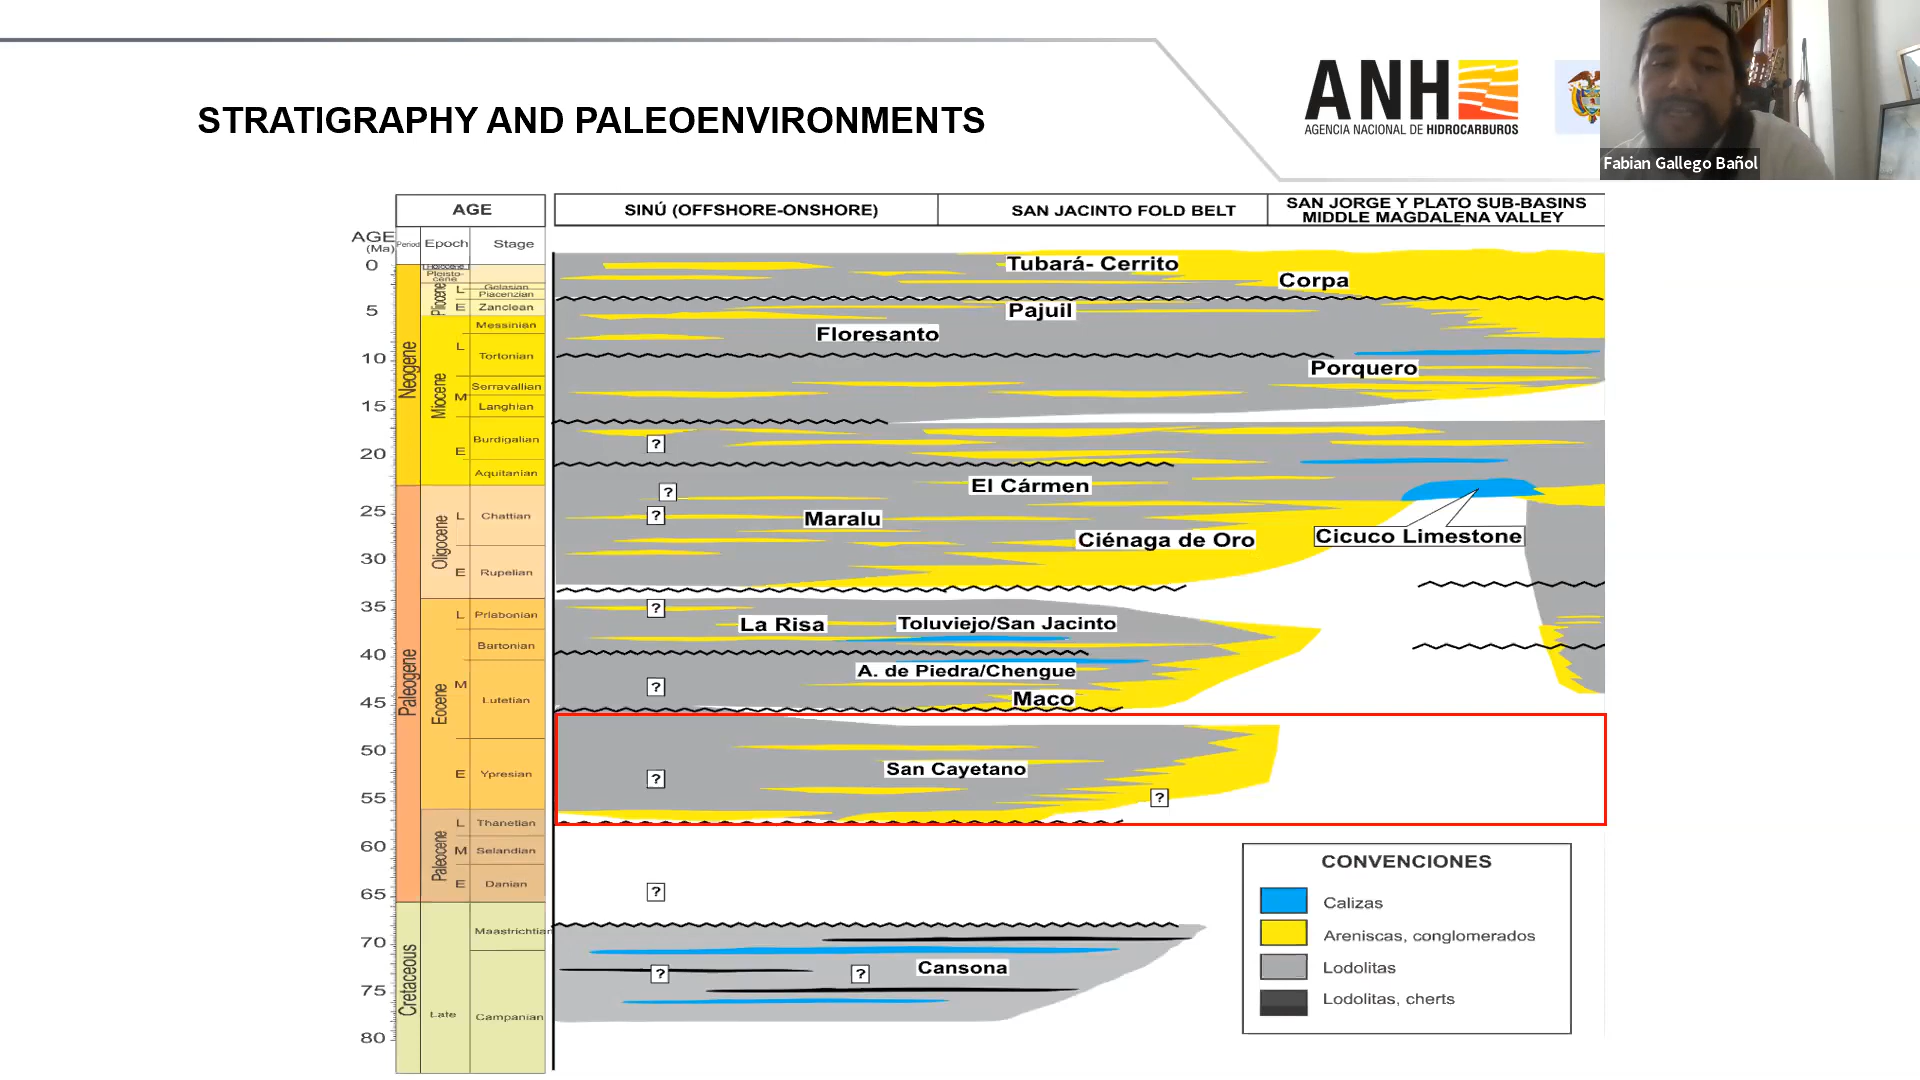 STRATIGRAPHY AND PALEOENVIRONMENTS
ANH
AGENCIA NACIONAL DE HIDROCARBUROS
Fabian Gallego Bañol
AGE
SINÚ (OFFSHORE-ONSHORE)
SAN JACINTO FOLD BELT
SAN JORGE Y PLATO SUB-BASINS
MIDDLE MAGDALENA VALLEY
AGE
(Ma)
Period
Epoch
Stage
0
5
10
15
20
25
30
35
40
45
50
55
60
65
70
75
80
Neogene
Paleogene
Cretaceous
Holocene
Pleisto-
cene
Pliocene
L
E
Miocene
L
M
E
Oligocene
L
E
Eocene
L
M
E
Paleocene
L
M
E
Late
Gelasian
Piacenzian
Zanclean
Messinian
Tortonian
Serravallian
Langhian
Burdigalian
Aquitanian
Chattian
Rupelian
Priabonian
Bartonian
Lutetian
Ypresian
Thanetian
Selandian
Danian
Maastrichtian
Campanian
Tubará- Cerrito
Corpa
Pajuil
Floresanto
Porquero
?
El Cármen
?
?
Maralu
Ciénaga de Oro
Cicuco Limestone
?
La Risa
Toluviejo/San Jacinto
A. de Piedra/Chengue
?
Maco
San Cayetano
?
?
?
Cansona
?
?
CONVENCIONES
Calizas
Areniscas, conglomerados
Lodolitas
Lodolitas, cherts